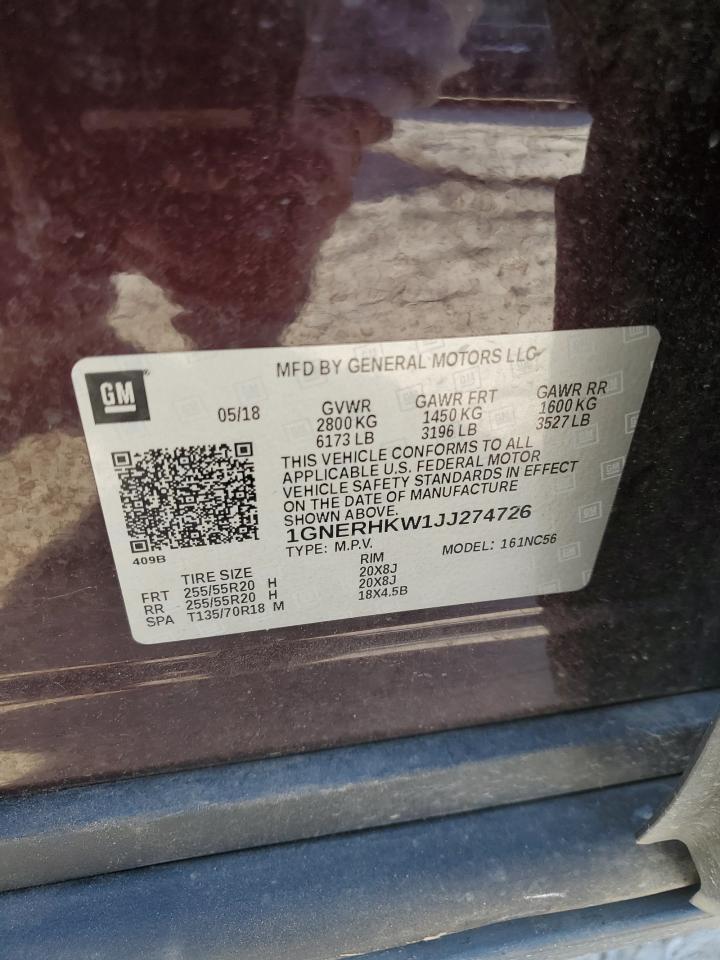 GM
MFD BY GENERAL MOTORS LLC
05/18 GVWR GAWR FRT GAWR RR
2800 KG 1450 KG 1600 KG
6173 LB 3196 LB 3527 LB
THIS VEHICLE CONFORMS TO ALL
APPLICABLE U.S. FEDERAL MOTOR
VEHICLE SAFETY STANDARDS IN EFFECT
ON THE DATE OF MANUFACTURE
SHOWN ABOVE.
1GNERHKW1JJ274726
TYPE: M.P.V. MODEL: 161NC56
409B
TIRE SIZE RIM
FRT 255/55R20 H 20X8J
RR 255/55R20 H 20X8J
SPA T135/70R18 M 18X4.5B